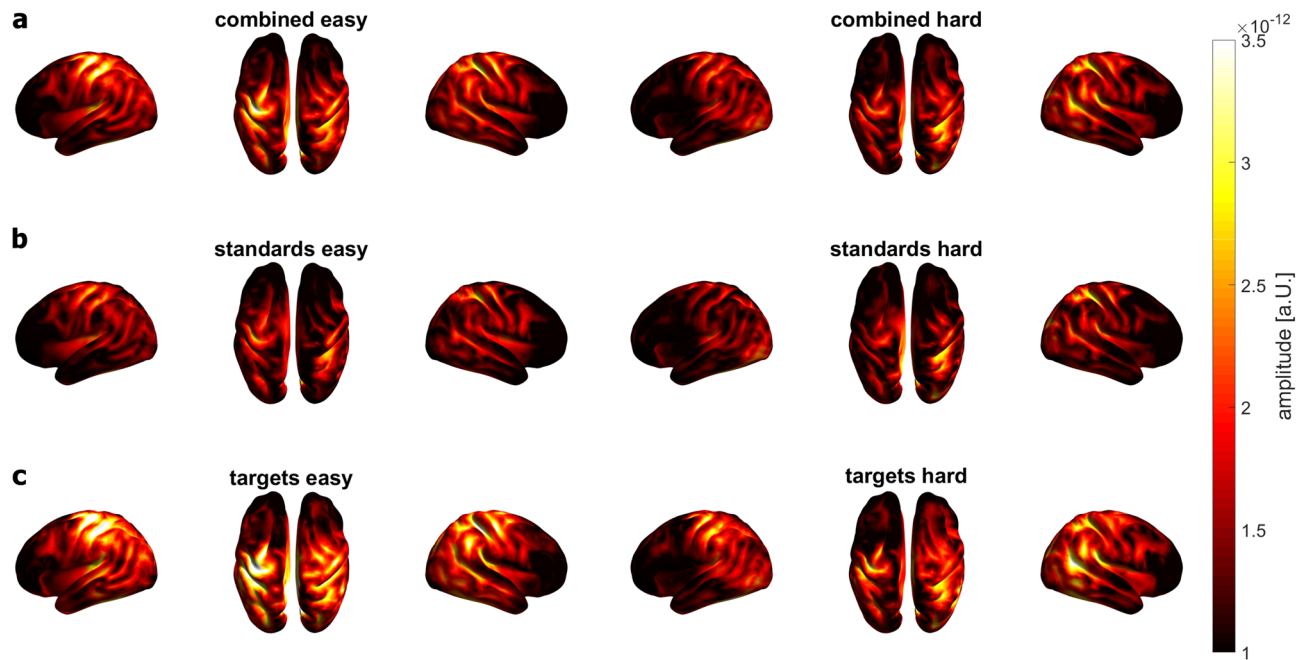 a
combined easy
combined hard
×10-12
3.5
3
b
standards easy
standards hard
2.5
amplitude [a.U.]
2
c
targets easy
targets hard
1.5
1